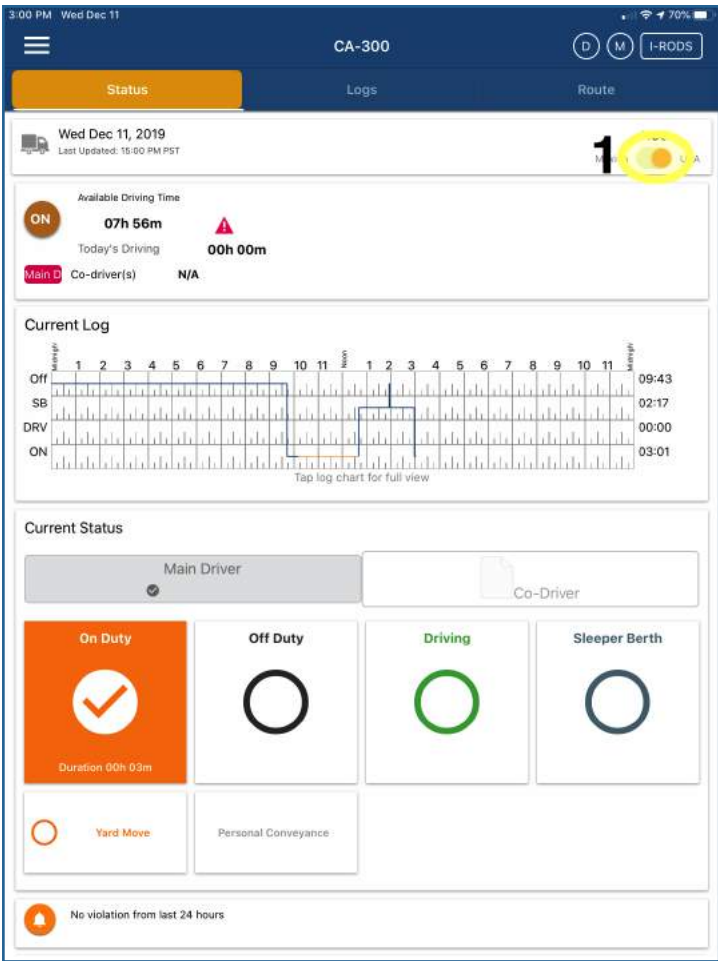 3:00 PM Wed Dec 11
70%
CA-300
D M I-RODS
Status Logs Route
Wed Dec 11, 2019
Last Updated: 15:00 PM PST
1
ON
Available Driving Time
07h 56m
Today's Driving 00h 00m
Main D Co-driver(s) N/A
Current Log
Midnight 1 2 3 4 5 6 7 8 9 10 11 Noon 1 2 3 4 5 6 7 8 9 10 11 Midnight
Off 09:43
SB 02:17
DRV 00:00
ON 03:01
Tap log chart for full view
Current Status
Main Driver
Co-Driver
On Duty Off Duty Driving Sleeper Berth
Duration 00h 03m
Yard Move Personal Conveyance
No violation from last 24 hours